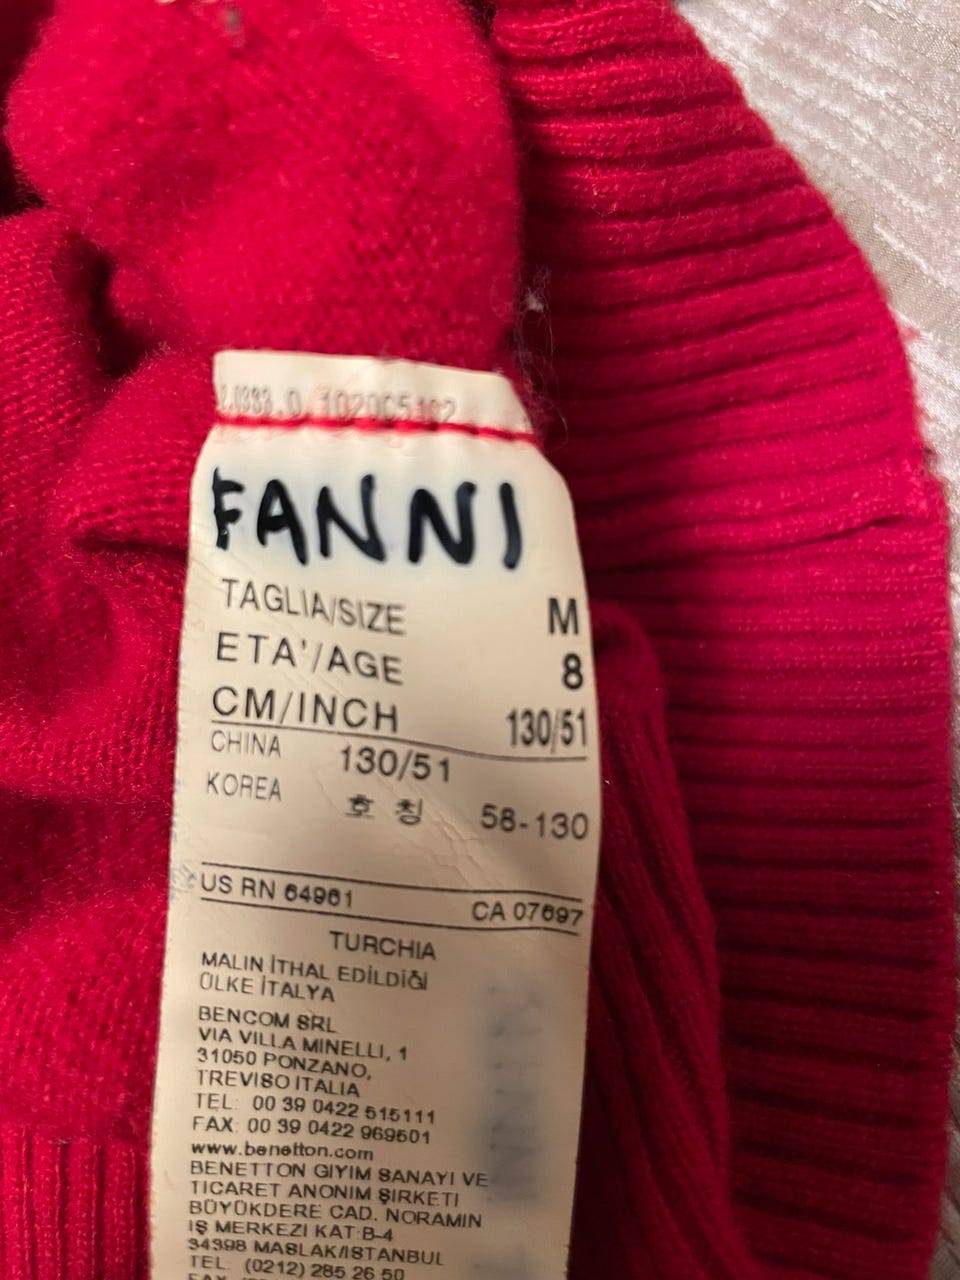 FANNI
TAGLIA/SIZE M
ETA'/AGE 8
CM/INCH 130/51
CHINA 130/51
KOREA 호칭 58-130
US RN 64961 CA 07697
TURCHIA
MALIN İTHAL EDİLDİĞİ
ÜLKE İTALYA
BENCOM SRL
VIA VILLA MINELLI, 1
31050 PONZANO,
TREVISO ITALIA
TEL: 00 39 0422 515111
FAX: 00 39 0422 969501
www.benetton.com
BENETTON GIYIM SANAYI VE
TICARET ANONIM ŞIRKETI
BÜYÜKDERE CAD. NORAMIN
IŞ MERKEZI KAT:B-4
34398 MASLAK/ISTANBUL
TEL: (0212) 285 26 50
FAX: